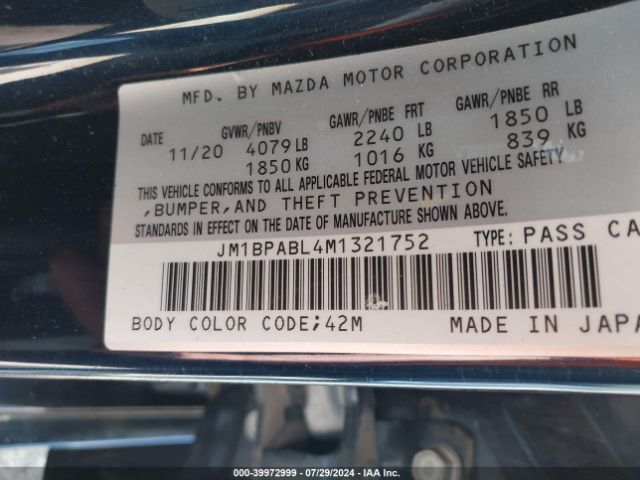 MFD. BY MAZDA MOTOR CORPORATION
DATE GVWR/PNBV GAWR/PNBE FRT GAWR/PNBE RR
11/20 4079 LB 2240 LB 1850 LB
1850 KG 1016 KG 839 KG
THIS VEHICLE CONFORMS TO ALL APPLICABLE FEDERAL MOTOR VEHICLE SAFETY
,BUMPER,AND THEFT PREVENTION
STANDARDS IN EFFECT ON THE DATE OF MANUFACTURE SHOWN ABOVE.
JM1BPABL4M1321752 TYPE: PASS CA
BODY COLOR CODE;42M MADE IN JAPA
000-39972999 | 07/29/2024 | IAA Inc.